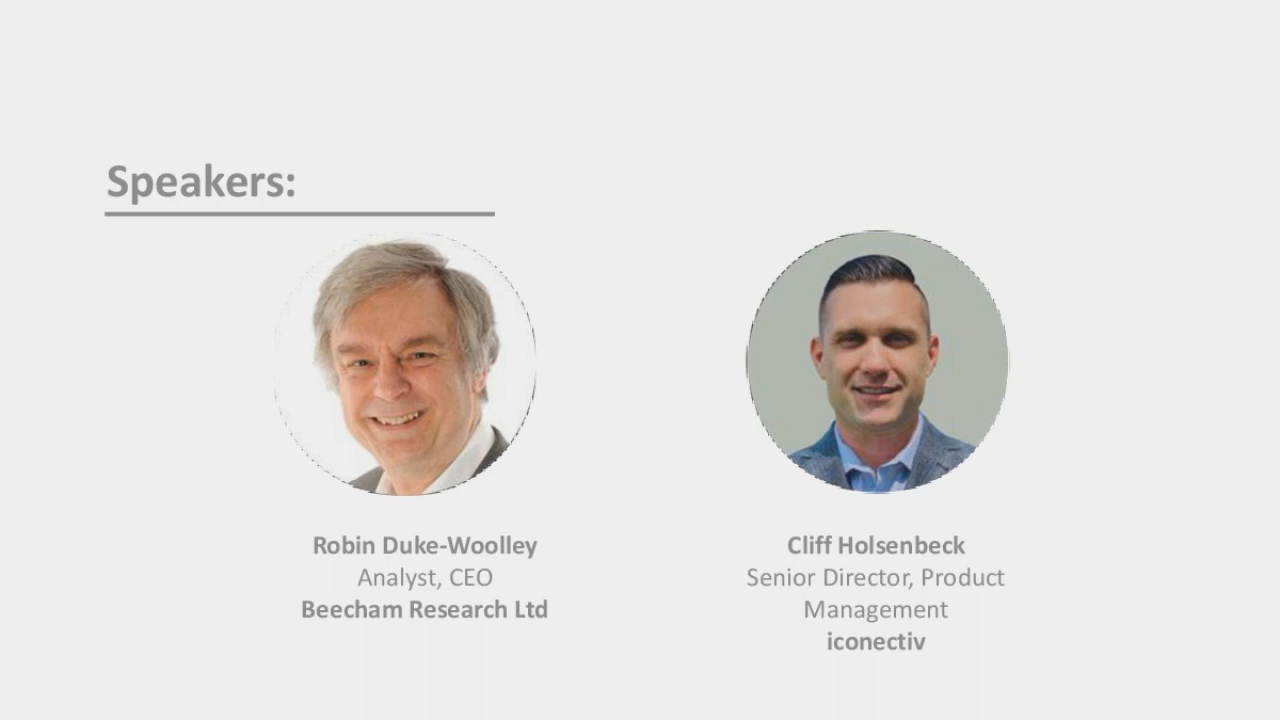 Speakers:
Robin Duke-Woolley
Analyst, CEO
Beecham Research Ltd
Cliff Holsenbeck
Senior Director, Product
Management
iconectiv